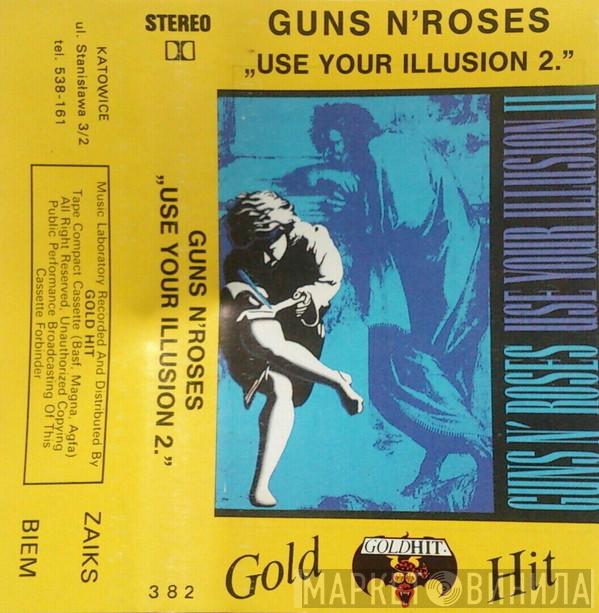 GUNS N'ROSES
„USE YOUR ILLUSION 2.”
GUNS N' ROSES USE YOUR ILLUSION II
Gold
GOLDHIT.
Hit
STEREO
GUNS N'ROSES
„USE YOUR ILLUSION 2.”
382
KATOWICE
ul. Stanisława 3/2
tel. 538-161
Music Laboratory Recorded And Distributed By
GOLD HIT
Tape Compact Cassette (Basf, Magna, Agfa)
All Right Reserved, Unauthorized Copying
Public Performance Broadcasting Of This
Cassette Forbinder
ZAIKS
BIEM
МАРКЕТ ВИНИЛА